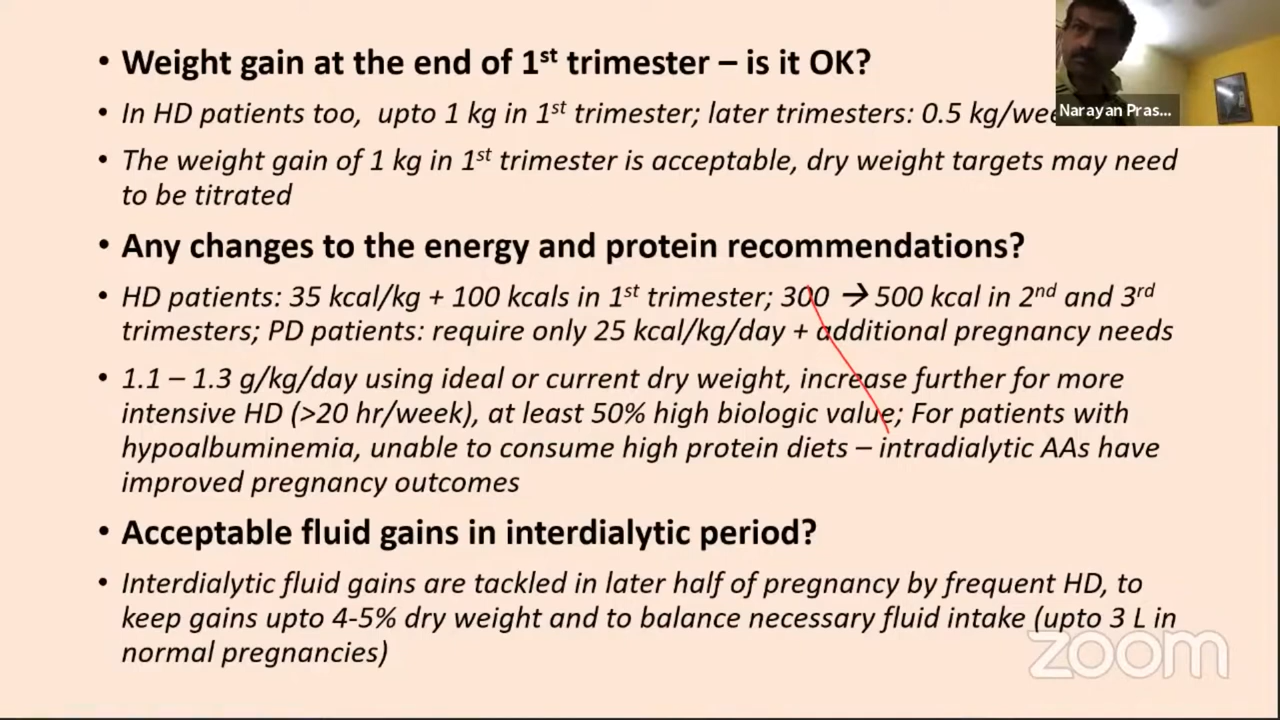 • Weight gain at the end of 1st trimester – is it OK?
• In HD patients too, upto 1 kg in 1st trimester; later trimesters: 0.5 kg/wee
Narayan Pras...
• The weight gain of 1 kg in 1st trimester is acceptable, dry weight targets may need
to be titrated
• Any changes to the energy and protein recommendations?
• HD patients: 35 kcal/kg + 100 kcals in 1st trimester; 300 → 500 kcal in 2nd and 3rd
trimesters; PD patients: require only 25 kcal/kg/day + additional pregnancy needs
• 1.1 – 1.3 g/kg/day using ideal or current dry weight, increase further for more
intensive HD (>20 hr/week), at least 50% high biologic value; For patients with
hypoalbuminemia, unable to consume high protein diets – intradialytic AAs have
improved pregnancy outcomes
• Acceptable fluid gains in interdialytic period?
• Interdialytic fluid gains are tackled in later half of pregnancy by frequent HD, to
keep gains upto 4-5% dry weight and to balance necessary fluid intake (upto 3 L in
normal pregnancies)
zoom